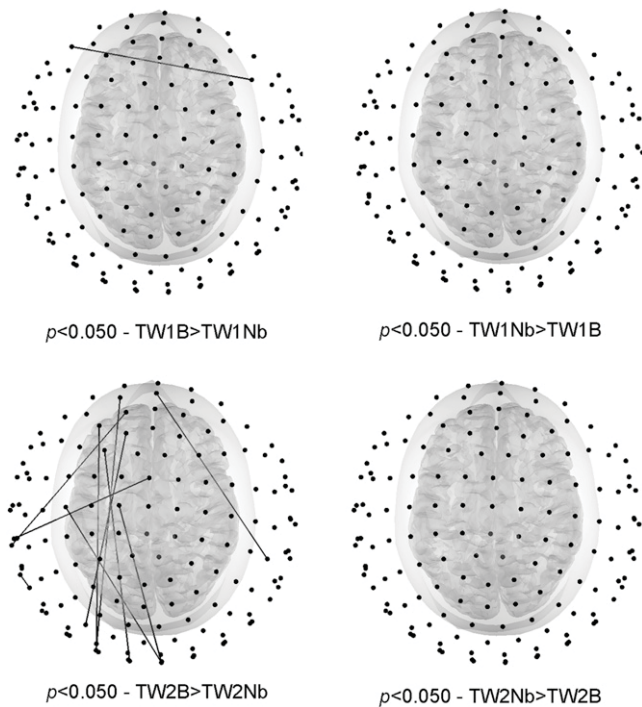 p<0.050 - TW1B>TW1Nb
p<0.050 - TW1Nb>TW1B
p<0.050 - TW2B>TW2Nb
p<0.050 - TW2Nb>TW2B